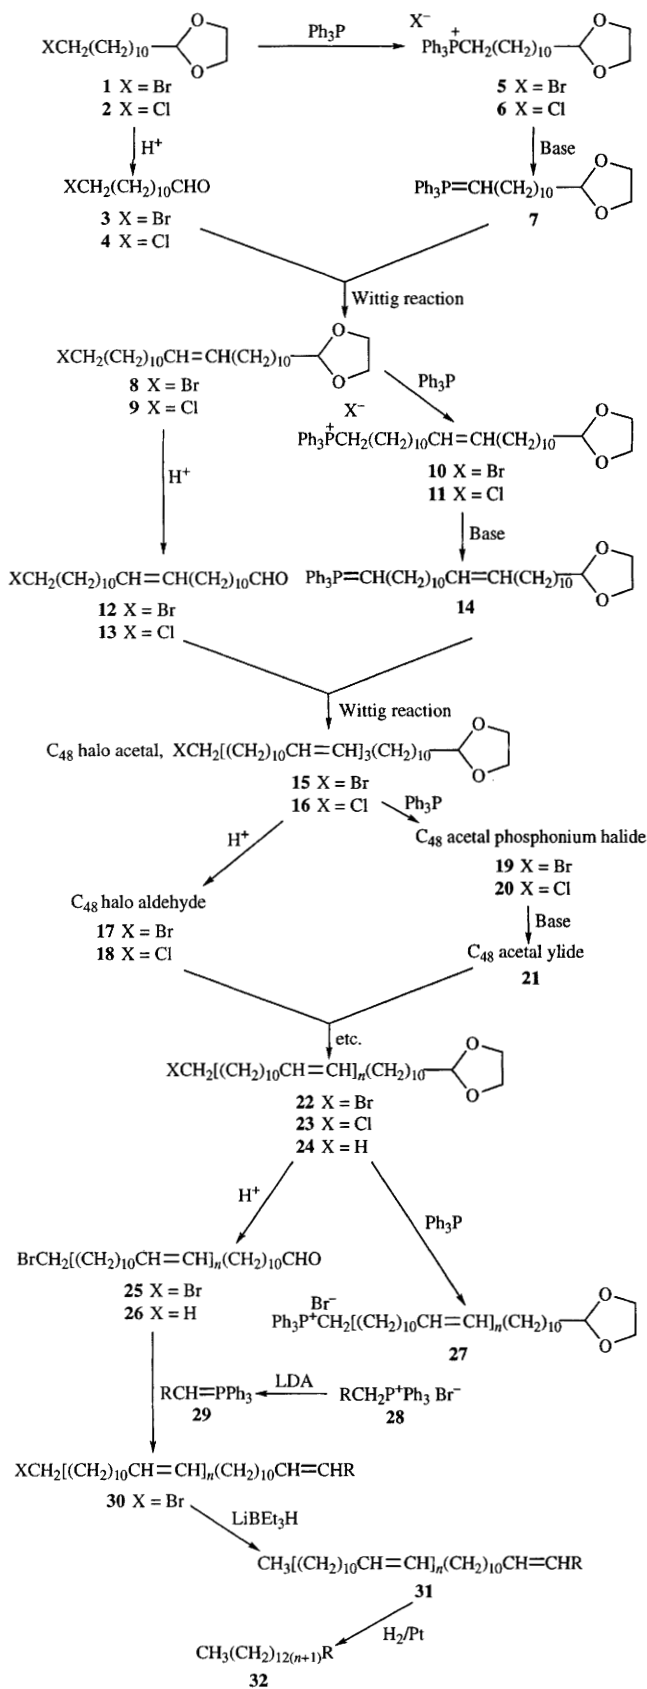 XCH₂(CH₂)₁₀ O O
Ph₃P
X⁻
Ph₃P⁺CH₂(CH₂)₁₀ O O
1 X = Br
2 X = Cl
5 X = Br
6 X = Cl
H⁺
Base
XCH₂(CH₂)₁₀CHO
3 X = Br
4 X = Cl
Ph₃P=CH(CH₂)₁₀ O O
7
Wittig reaction
XCH₂(CH₂)₁₀CH=CH(CH₂)₁₀ O O
8 X = Br
9 X = Cl
Ph₃P
X⁻
Ph₃P⁺CH₂(CH₂)₁₀CH=CH(CH₂)₁₀ O O
10 X = Br
11 X = Cl
H⁺
Base
XCH₂(CH₂)₁₀CH=CH(CH₂)₁₀CHO
12 X = Br
13 X = Cl
Ph₃P=CH(CH₂)₁₀CH=CH(CH₂)₁₀ O O
14
Wittig reaction
C₄₈ halo acetal, XCH₂[(CH₂)₁₀CH=CH]₃(CH₂)₁₀ O O
15 X = Br
16 X = Cl
Ph₃P
H⁺
C₄₈ acetal phosphonium halide
19 X = Br
20 X = Cl
C₄₈ halo aldehyde
17 X = Br
18 X = Cl
Base
C₄₈ acetal ylide
21
etc.
XCH₂[(CH₂)₁₀CH=CH]ₙ(CH₂)₁₀ O O
22 X = Br
23 X = Cl
24 X = H
H⁺
Ph₃P
BrCH₂[(CH₂)₁₀CH=CH]ₙ(CH₂)₁₀CHO
25 X = Br
26 X = H
Br⁻
Ph₃P⁺CH₂[(CH₂)₁₀CH=CH]ₙ(CH₂)₁₀ O O
27
RCH=PPh₃ LDA RCH₂P⁺Ph₃ Br⁻
29 28
XCH₂[(CH₂)₁₀CH=CH]ₙ(CH₂)₁₀CH=CHR
30 X = Br
LiBEt₃H
CH₃[(CH₂)₁₀CH=CH]ₙ(CH₂)₁₀CH=CHR
31
H₂/Pt
CH₃(CH₂)₁₂₍ₙ₊₁₎R
32